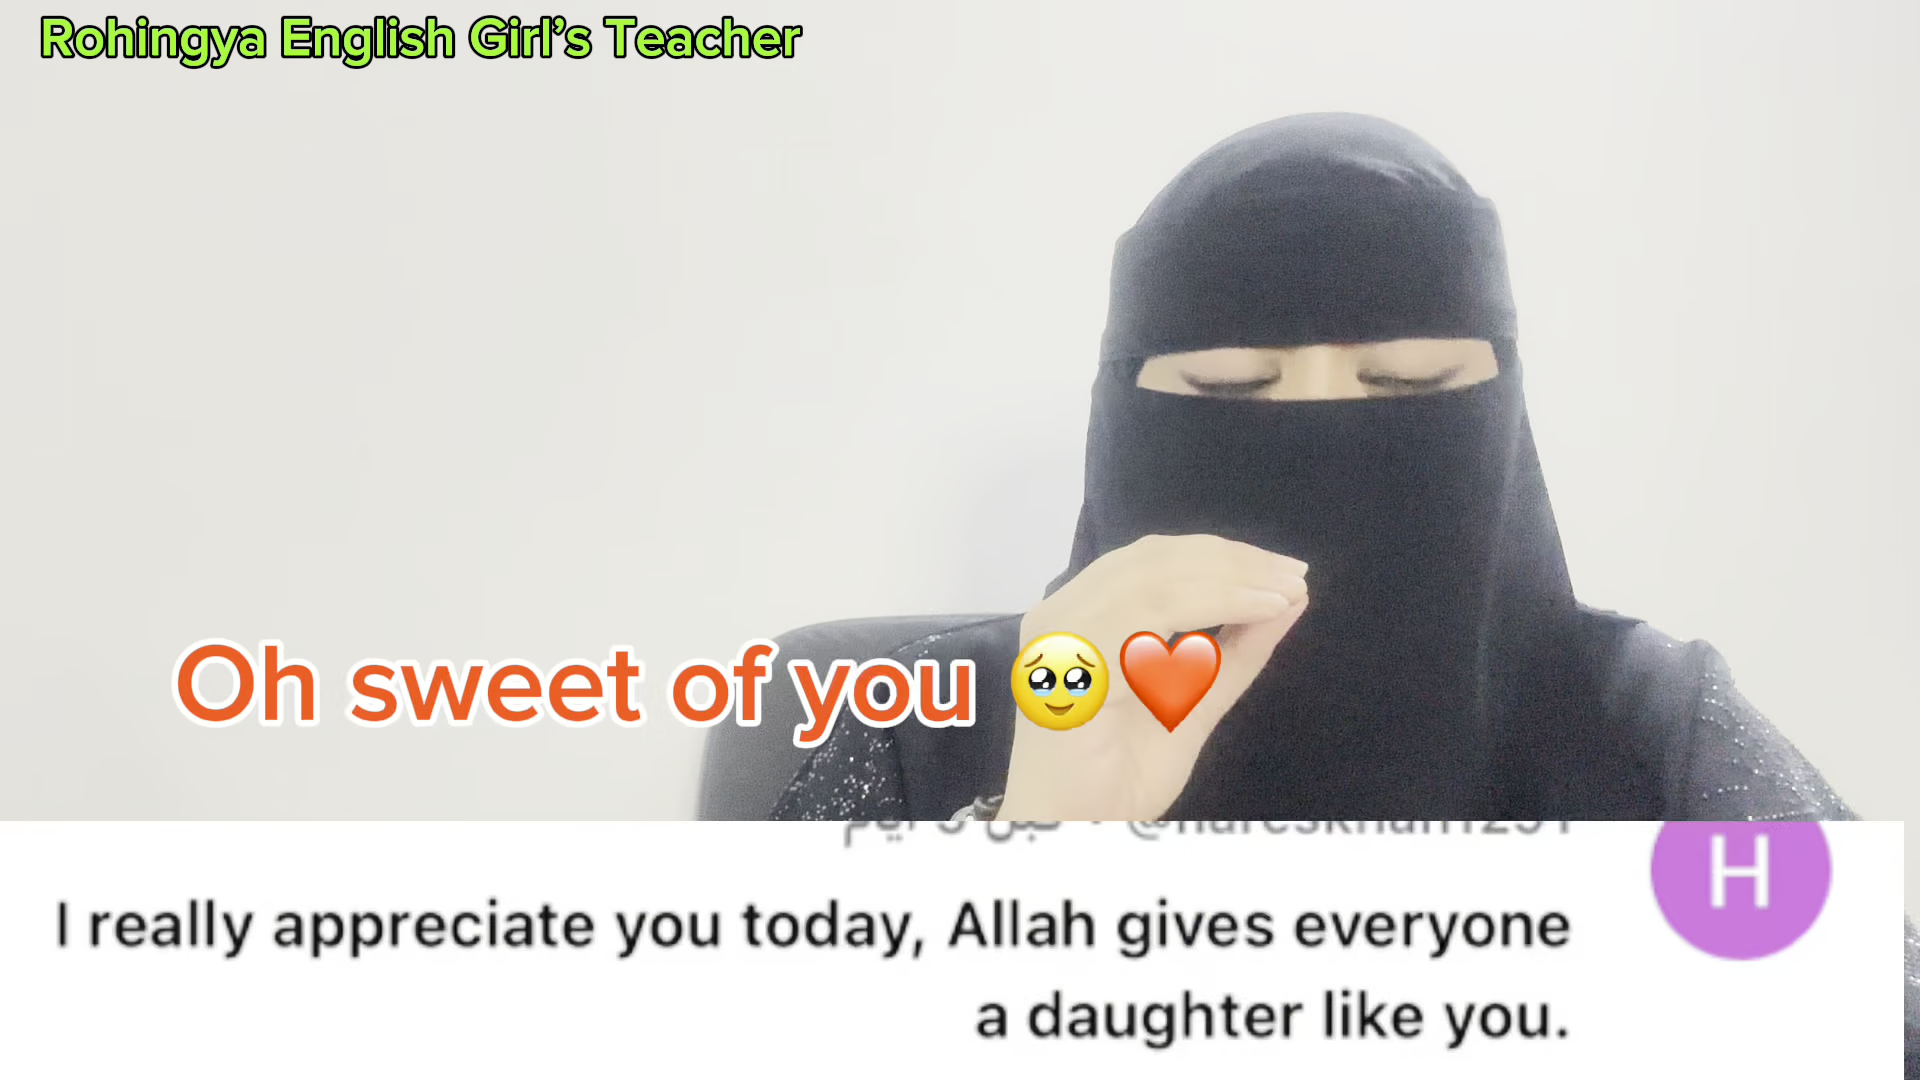 Rohingya English Girl’s Teacher
Oh sweet of you 🥹❤️
I really appreciate you today, Allah gives everyone
a daughter like you.
H